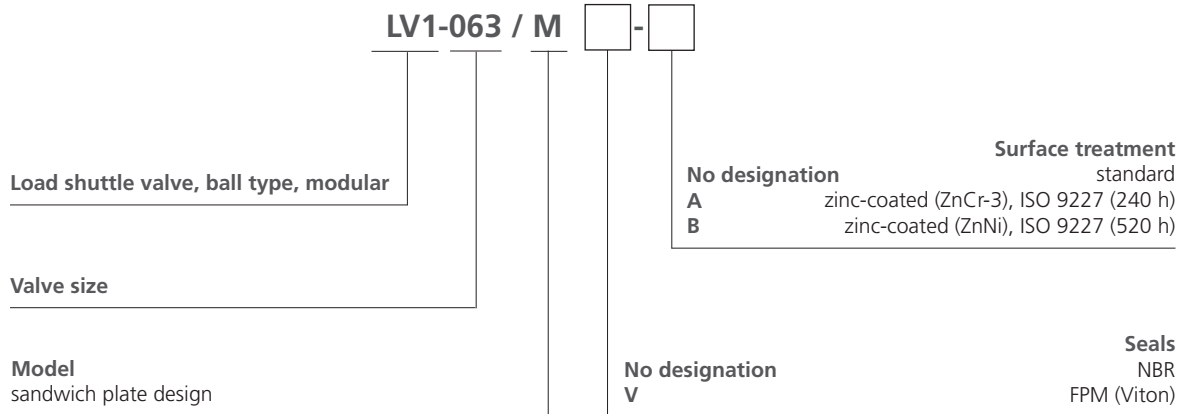 LV1-063 / M -
Surface treatment
No designation standard
Load shuttle valve, ball type, modular
A zinc-coated (ZnCr-3), ISO 9227 (240 h)
B zinc-coated (ZnNi), ISO 9227 (520 h)
Valve size
Seals
Model
No designation NBR
sandwich plate design
V FPM (Viton)